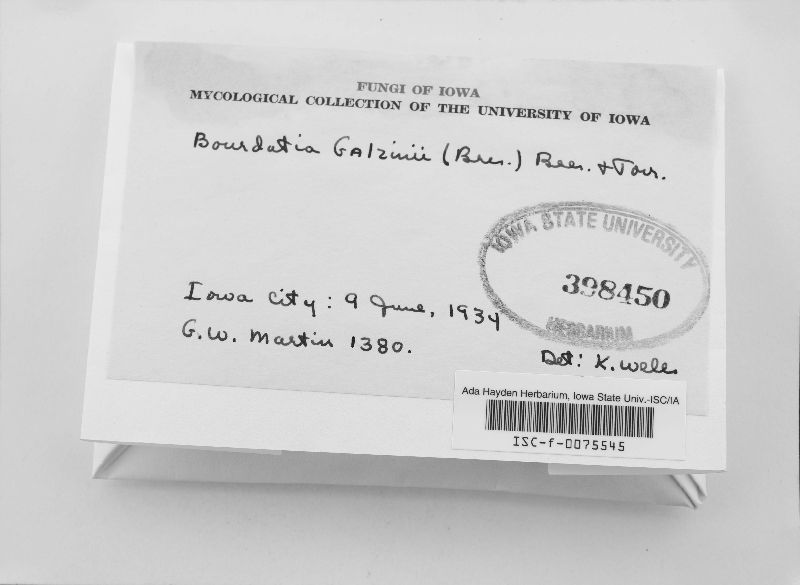 FUNGI OF IOWA
MYCOLOGICAL COLLECTION OF THE UNIVERSITY OF IOWA
Bourdotia Galzinii (Bres.) Bres. & Torr.
IOWA STATE UNIVERSITY
398450
HERBARIUM
Iowa City: 9 June, 1934
G.W. Martin 1380.
Det: K. Wells
Ada Hayden Herbarium, Iowa State Univ.-ISC/IA
ISC-f-0075545